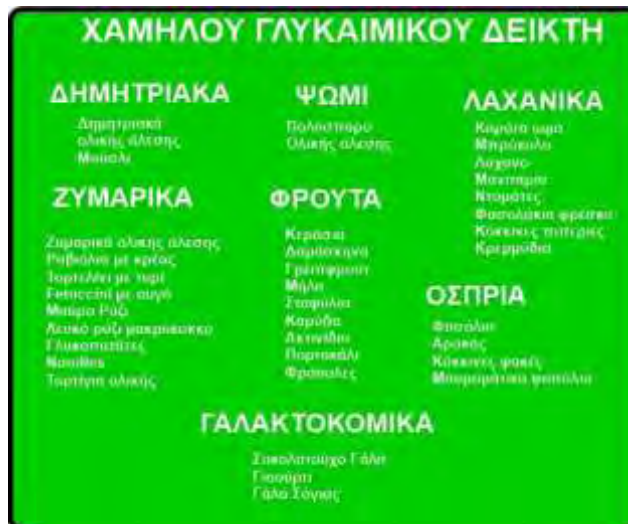 ΧΑΜΗΛΟΥ ΓΛΥΚΑΙΜΙΚΟΥ ΔΕΙΚΤΗ
ΔΗΜΗΤΡΙΑΚΑ
Δημητριακά
ολικής άλεσης
Μούσλι
ΨΩΜΙ
Πολύσπορο
Ολικής άλεσης
ΛΑΧΑΝΙΚΑ
Καρότα ωμά
Μπρόκολο
Λάχανο
Μανιτάρια
Ντομάτες
Φασολάκια φρέσκα
Κόκκινες πιπεριές
Κρεμμύδια
ΖΥΜΑΡΙΚΑ
Ζυμαρικά ολικής άλεσης
Ραβιόλια με κρέας
Τορτελίνι με τυρί
Fettuccini με αυγό
Μαύρο Ρύζι
Λευκό ρύζι μακρύκοκκο
Γλυκοπατάτες
Noodles
Τορτίγια ολικής
ΦΡΟΥΤΑ
Κεράσια
Δαμάσκηνα
Γκρέιπφρουτ
Μήλα
Σταφύλια
Καρύδα
Ακτινίδιο
Πορτοκάλι
Φράουλες
ΟΣΠΡΙΑ
Φασόλια
Αρακάς
Κόκκινες φακές
Μαυρομάτικα φασόλια
ΓΑΛΑΚΤΟΚΟΜΙΚΑ
Σοκολατούχο Γάλα
Γιαούρτι
Γάλα Σόγιας